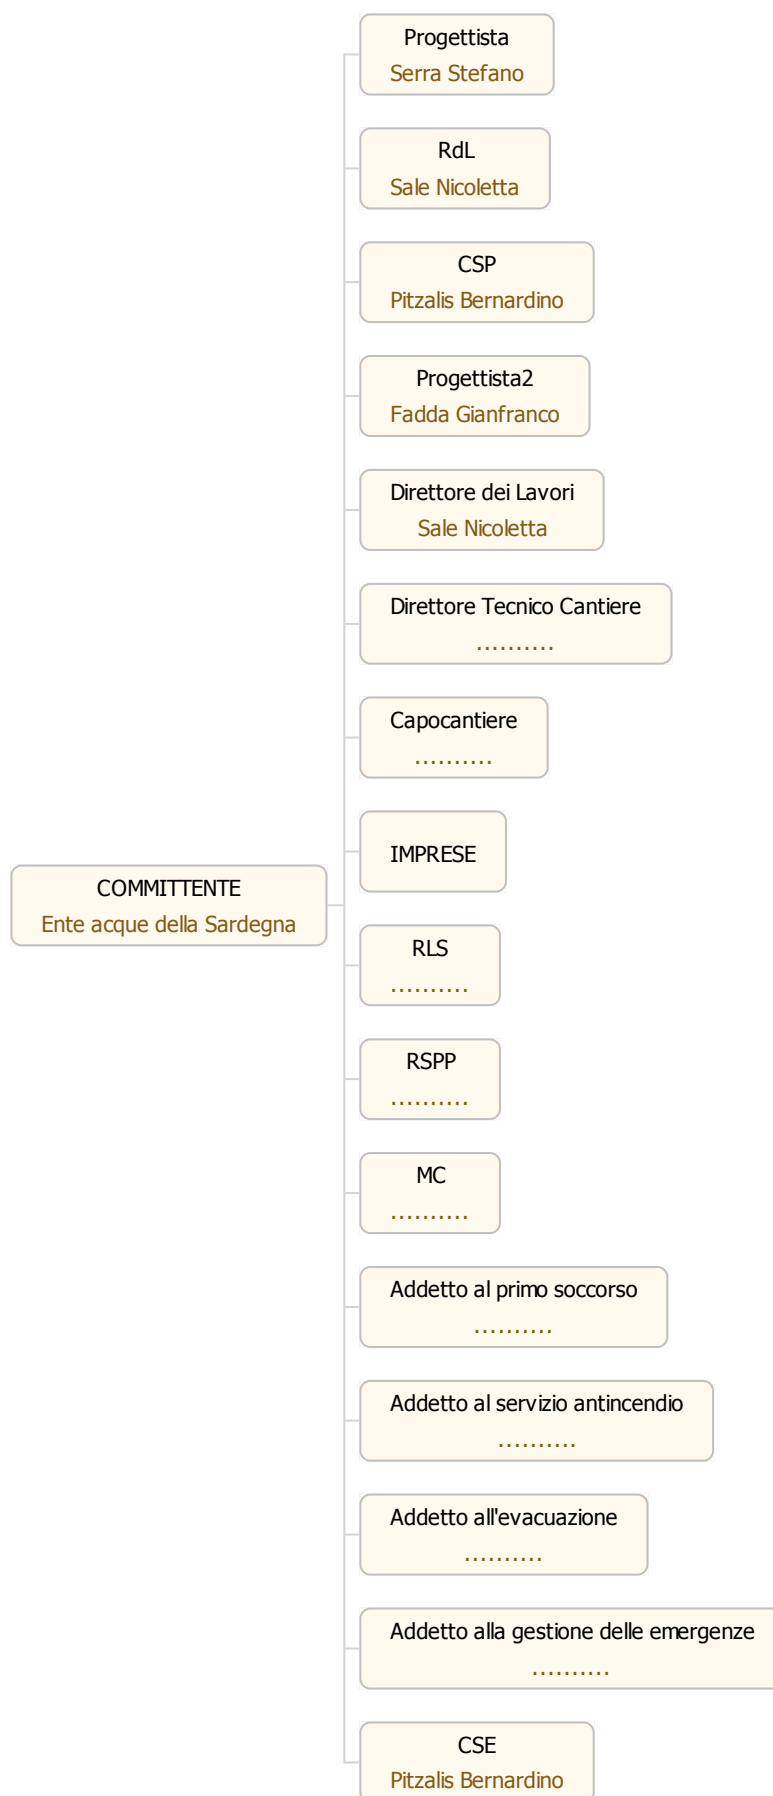 Progettista
Serra Stefano
RdL
Sale Nicoletta
CSP
Pitzalis Bernardino
Progettista2
Fadda Gianfranco
Direttore dei Lavori
Sale Nicoletta
Direttore Tecnico Cantiere
..........
Capocantiere
..........
IMPRESE
COMMITTENTE
Ente acque della Sardegna
RLS
..........
RSPP
..........
MC
..........
Addetto al primo soccorso
..........
Addetto al servizio antincendio
..........
Addetto all'evacuazione
..........
Addetto alla gestione delle emergenze
..........
CSE
Pitzalis Bernardino